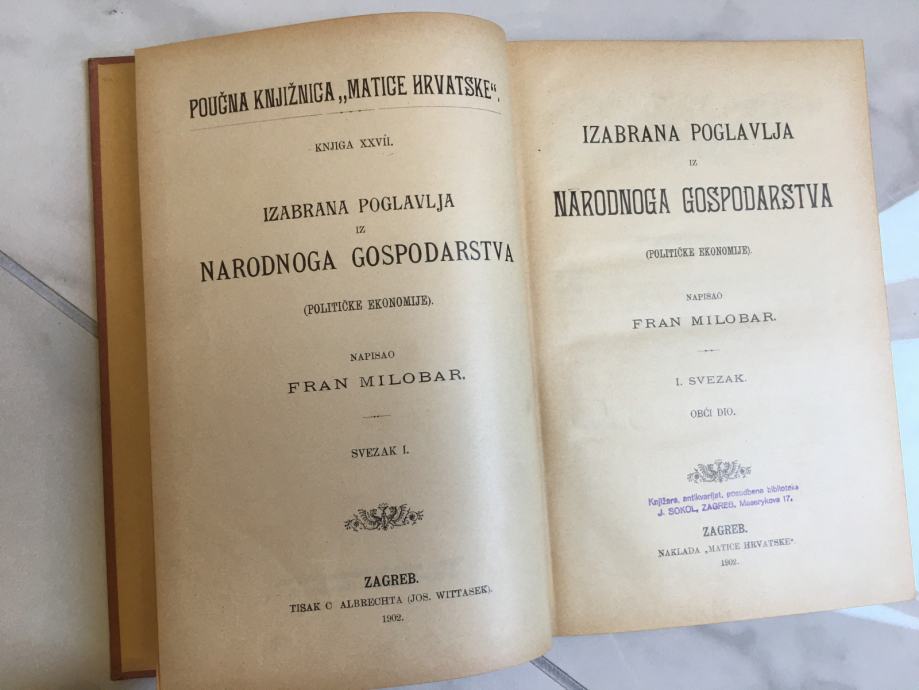 POUČNA KNJIŽNICA „MATICE HRVATSKE“.
KNJIGA XXVII.
IZABRANA POGLAVLJA
IZ
NARODNOGA GOSPODARSTVA
(POLITIČKE EKONOMIJE).
NAPISAO
FRAN MILOBAR.
SVEZAK I.
ZAGREB.
TISAK C ALBRECHTA (JOS. WITTASEK).
1902.
IZABRANA POGLAVLJA
IZ
NARODNOGA GOSPODARSTVA
(POLITIČKE EKONOMIJE).
NAPISAO
FRAN MILOBAR.
I. SVEZAK.
OBĆI DIO.
Knjižara, antikvarijat, posudbena biblioteka
J. SOKOL, ZAGREB, Masarykova 17.
ZAGREB.
NAKLADA „MATICE HRVATSKE“.
1902.